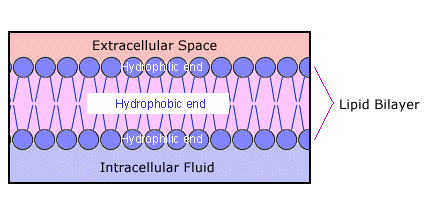 Extracellular Space
Hydrophilic end
Hydrophobic end
Lipid Bilayer
Hydrophilic end
Intracellular Fluid